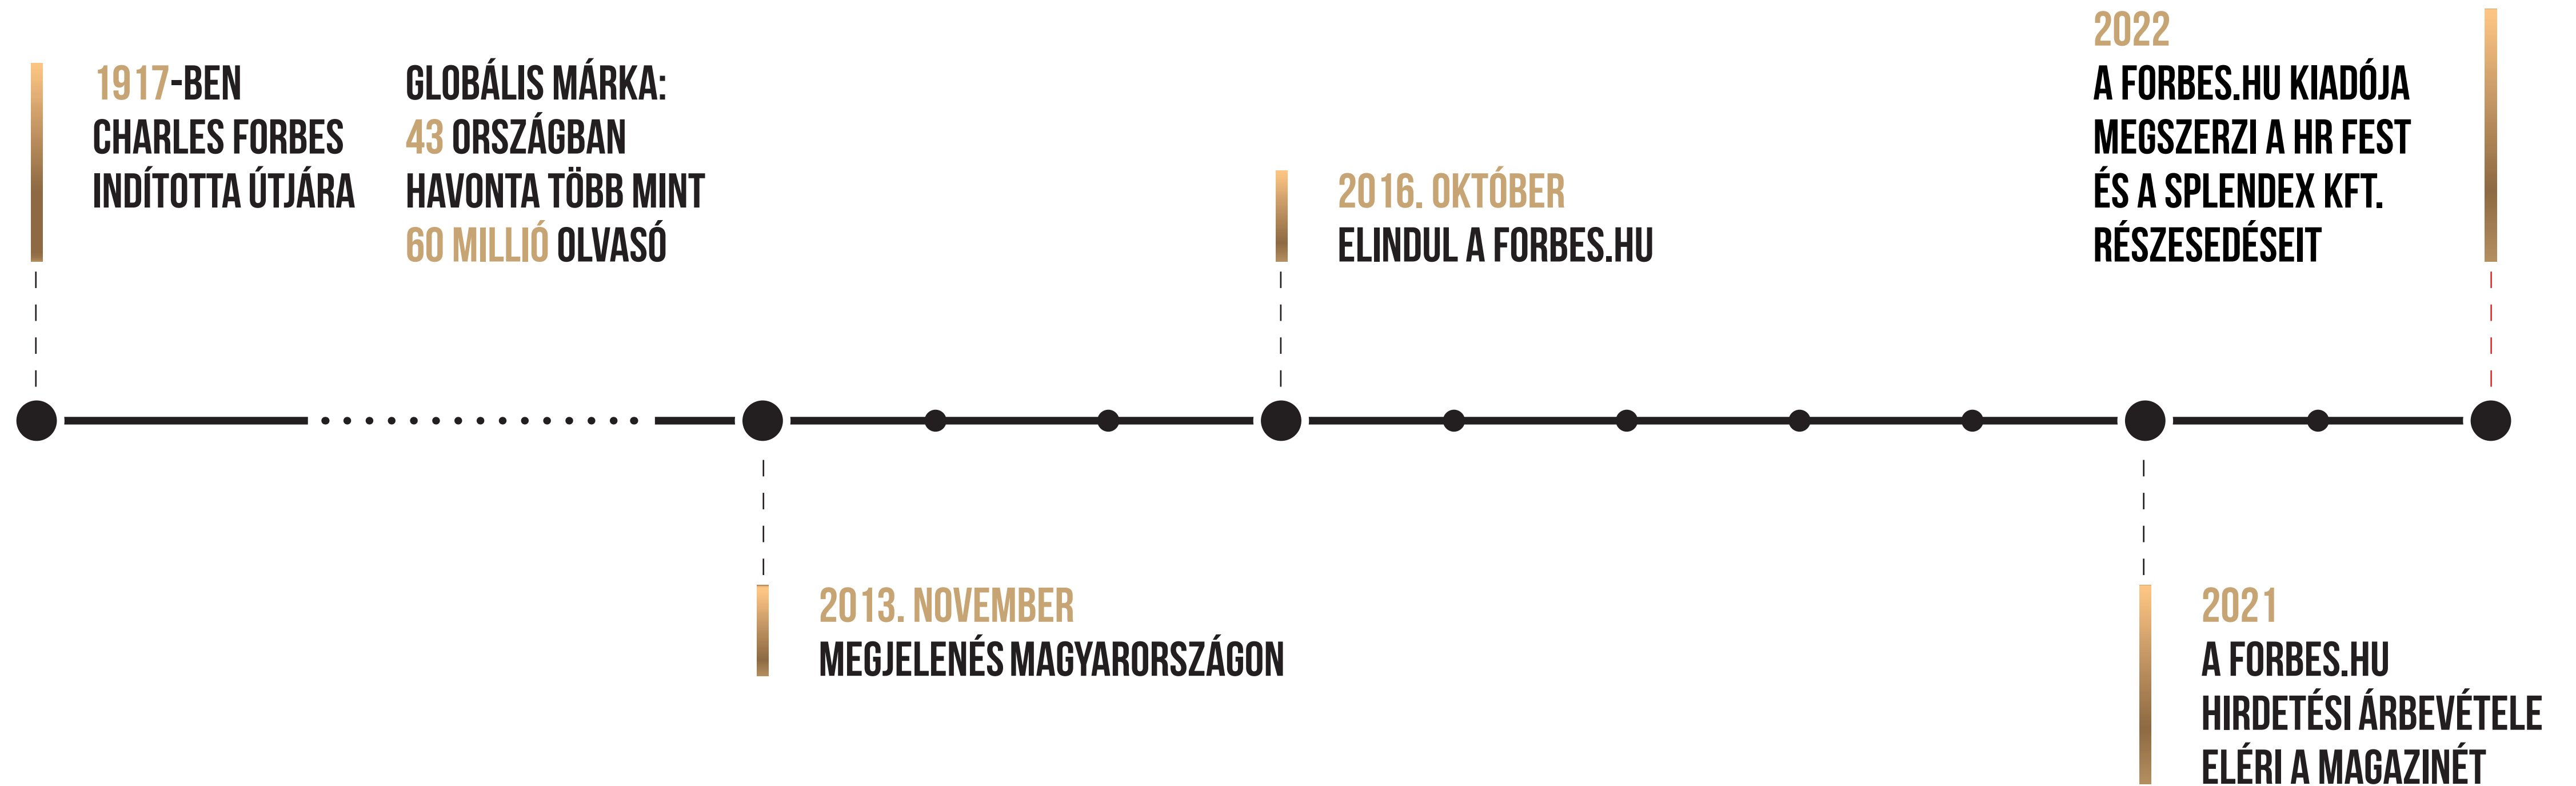 1917-BEN
CHARLES FORBES
INDÍTOTTA ÚTJÁRA
GLOBÁLIS MÁRKA:
43 ORSZÁGBAN
HAVONTA TÖBB MINT
60 MILLIÓ OLVASÓ
2013. NOVEMBER
MEGJELENÉS MAGYARORSZÁGON
2016. OKTÓBER
ELINDUL A FORBES.HU
2021
A FORBES.HU
HIRDETÉSI ÁRBEVÉTELE
ELÉRI A MAGAZINÉT
2022
A FORBES.HU KIADÓJA
MEGSZERZI A HR FEST
ÉS A SPLENDEX KFT.
RÉSZESEDÉSEIT